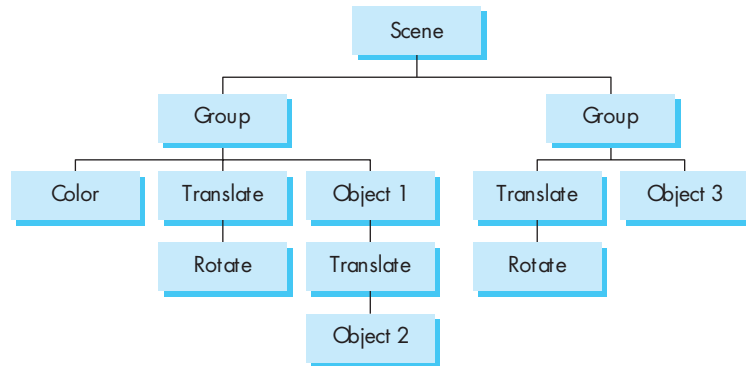 Scene
Group
Group
Color
Translate
Object 1
Translate
Object 3
Rotate
Translate
Rotate
Object 2